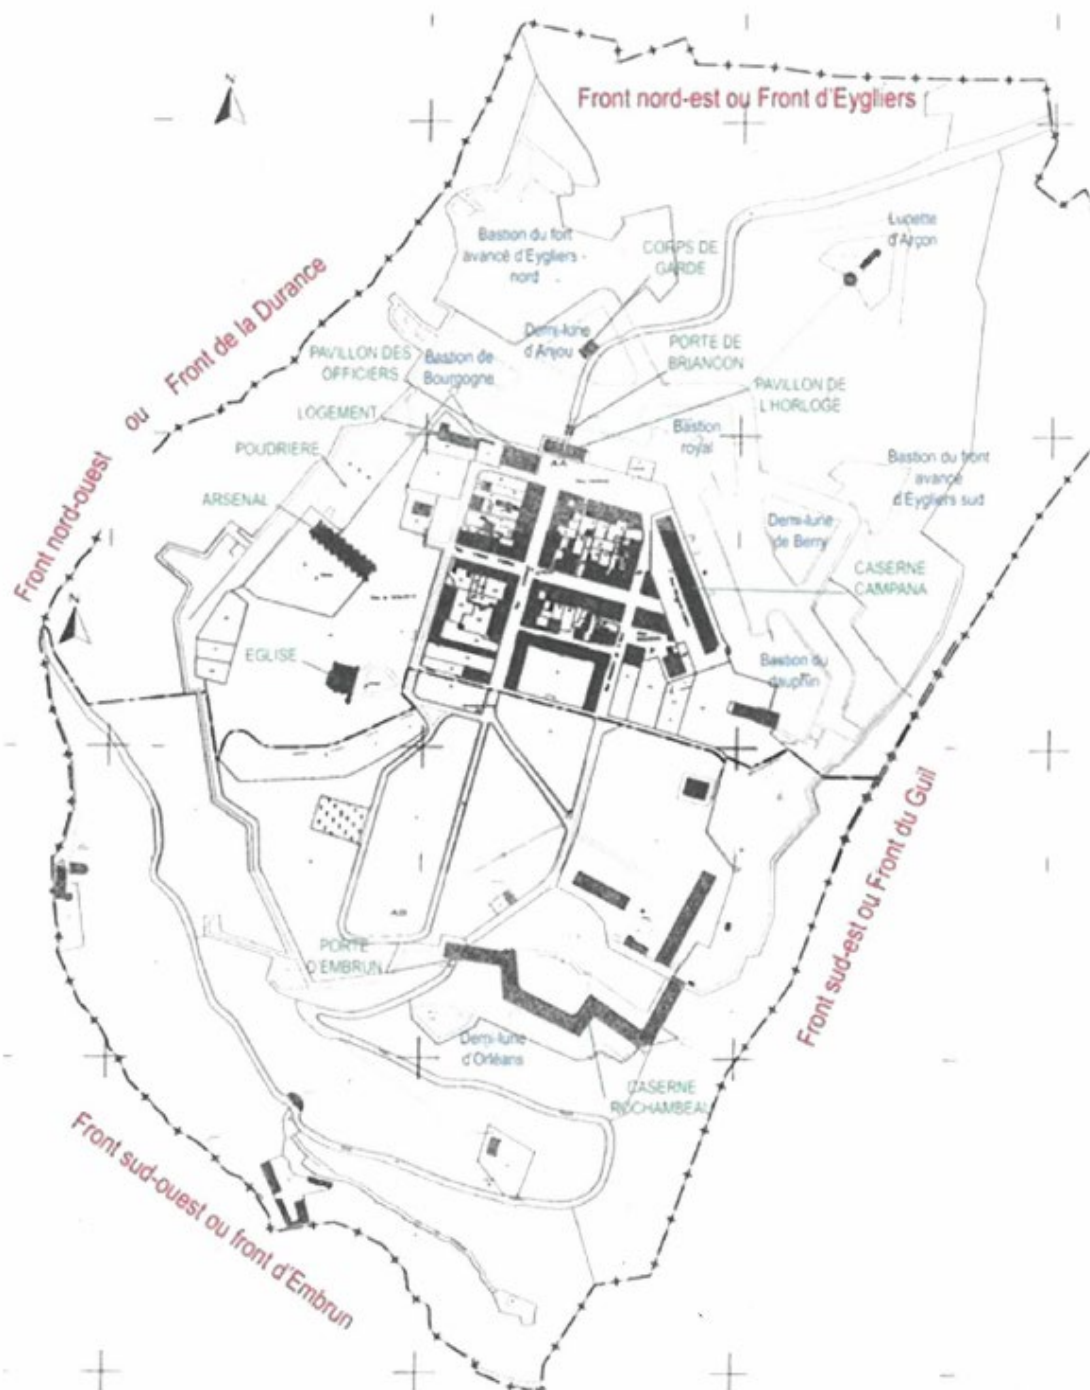 N
Front nord-est ou Front d'Eygliers
Lunette
d'Arçon
Bastion du fort
avancé d'Eygliers -
nord
CORPS DE
GARDE
Front nord-ouest ou Front de la Durance
Demi-lune
d'Anjou
PAVILLON DES
OFFICIERS
Bastion de
Bourgogne
PORTE DE
BRIANCON
PAVILLON DE
L'HORLOGE
LOGEMENT
Bastion
royal
POUDRIERE
Bastion du front
avancé
d'Eygliers sud
ARSENAL
Demi-lune
de Berry
CASERNE
CAMPANA
N
EGLISE
Bastion du
dauphin
Front sud-est ou Front du Guil
PORTE
D'EMBRUN
Demi-lune
d'Orléans
CASERNE
ROCHAMBEAU
Front sud-ouest ou front d'Embrun